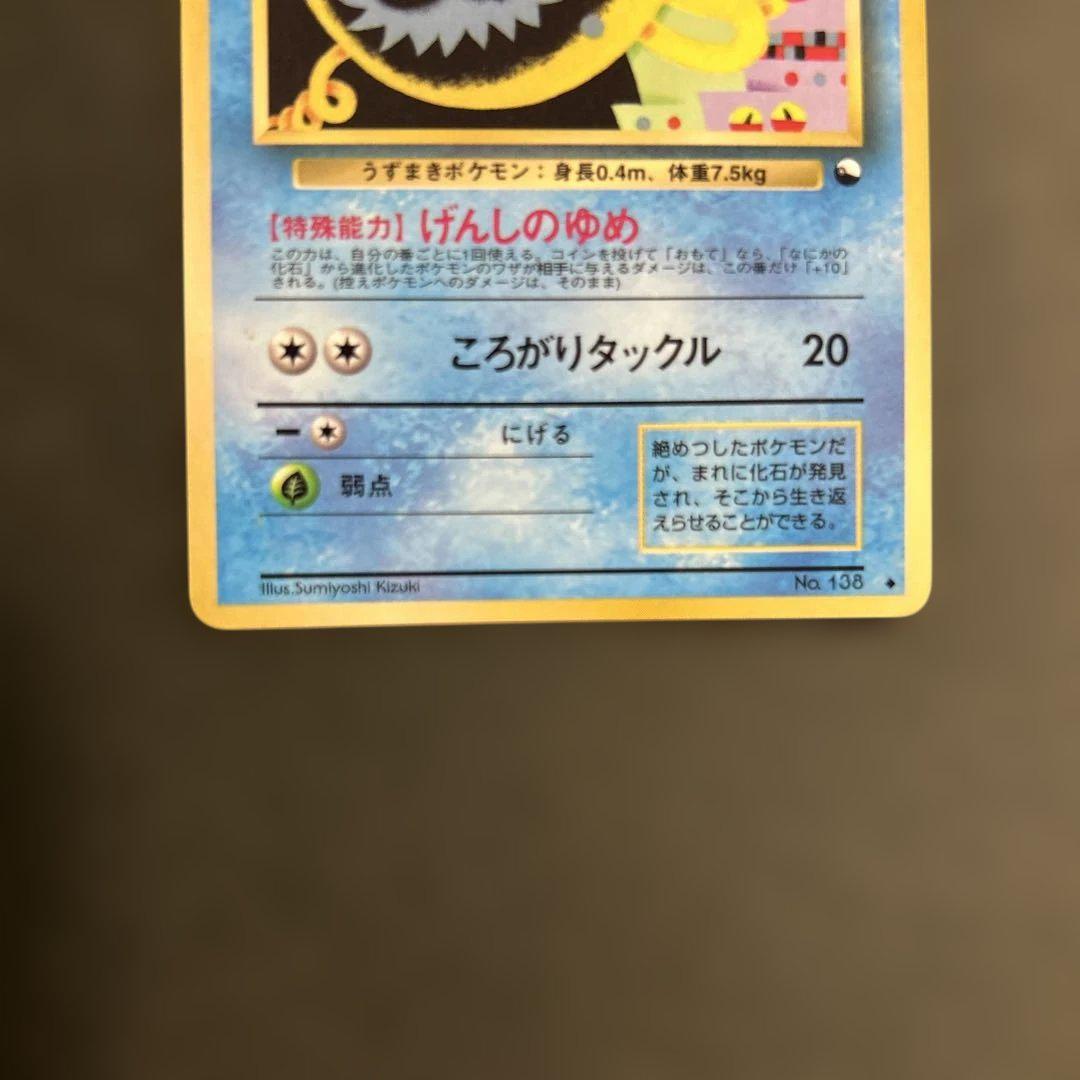 うずまきポケモン：身長0.4m、体重7.5kg
【特殊能力】げんしのゆめ
この力は、自分の番ごとに1回使える。コインを投げて「おもて」なら、「なにかの
化石」から進化したポケモンのワザが相手に与えるダメージは、この番だけ「+10」
される。(控えポケモンへのダメージは、そのまま)
ころがりタックル 20
にげる
弱点
絶めつしたポケモンだ
が、まれに化石が発見
され、そこから生き返
えらせることができる。
Illus.Sumiyoshi Kizuki
No. 138